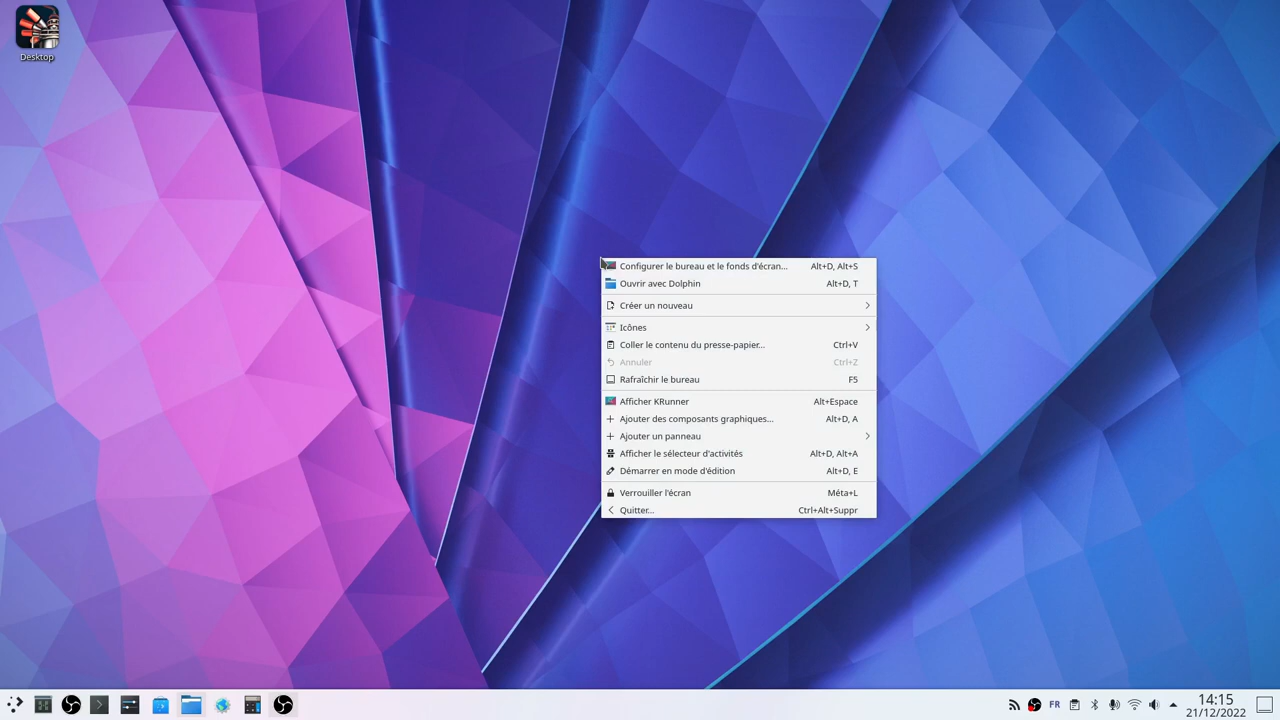 Desktop
Configurer le bureau et le fonds d'écran... Alt+D, Alt+S
Ouvrir avec Dolphin Alt+D, T
Créer un nouveau
Icônes
Coller le contenu du presse-papier... Ctrl+V
Annuler Ctrl+Z
Rafraîchir le bureau F5
Afficher KRunner Alt+Espace
Ajouter des composants graphiques... Alt+D, A
Ajouter un panneau
Afficher le sélecteur d'activités Alt+D, Alt+A
Démarrer en mode d'édition Alt+D, E
Verrouiller l'écran Méta+L
Quitter... Ctrl+Alt+Suppr
FR 14:15
21/12/2022